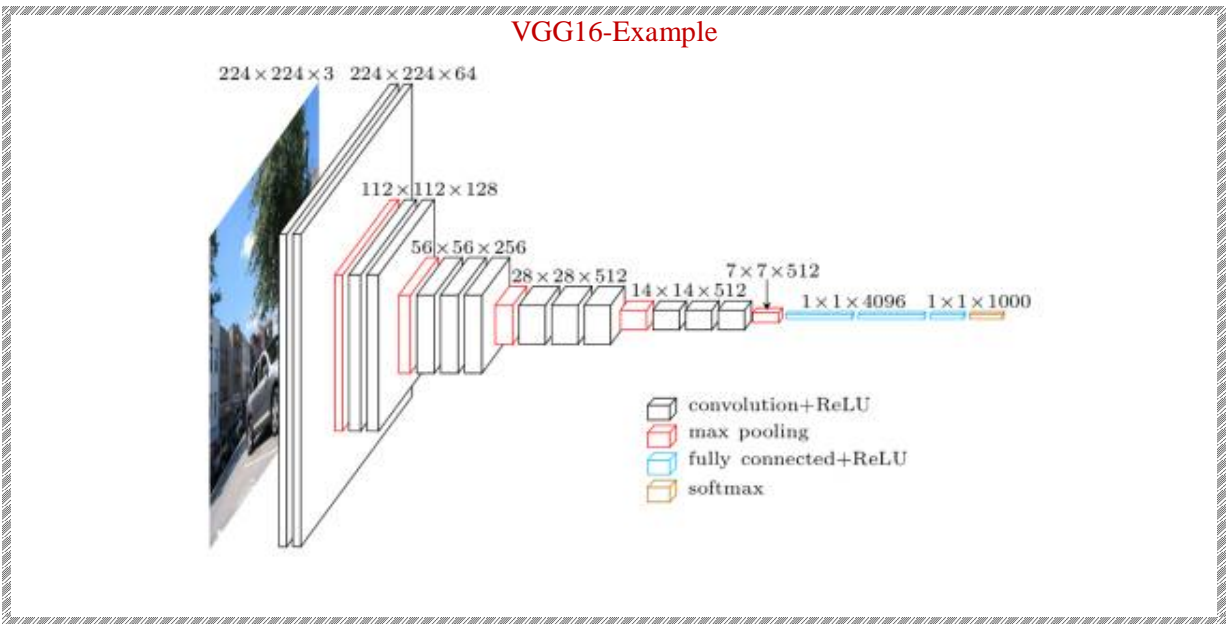 VGG16-Example
224×224×3 224×224×64
112×112×128
56×56×256
28×28×512
14×14×512
7×7×512
1×1×4096 1×1×1000
convolution+ReLU
max pooling
fully connected+ReLU
softmax